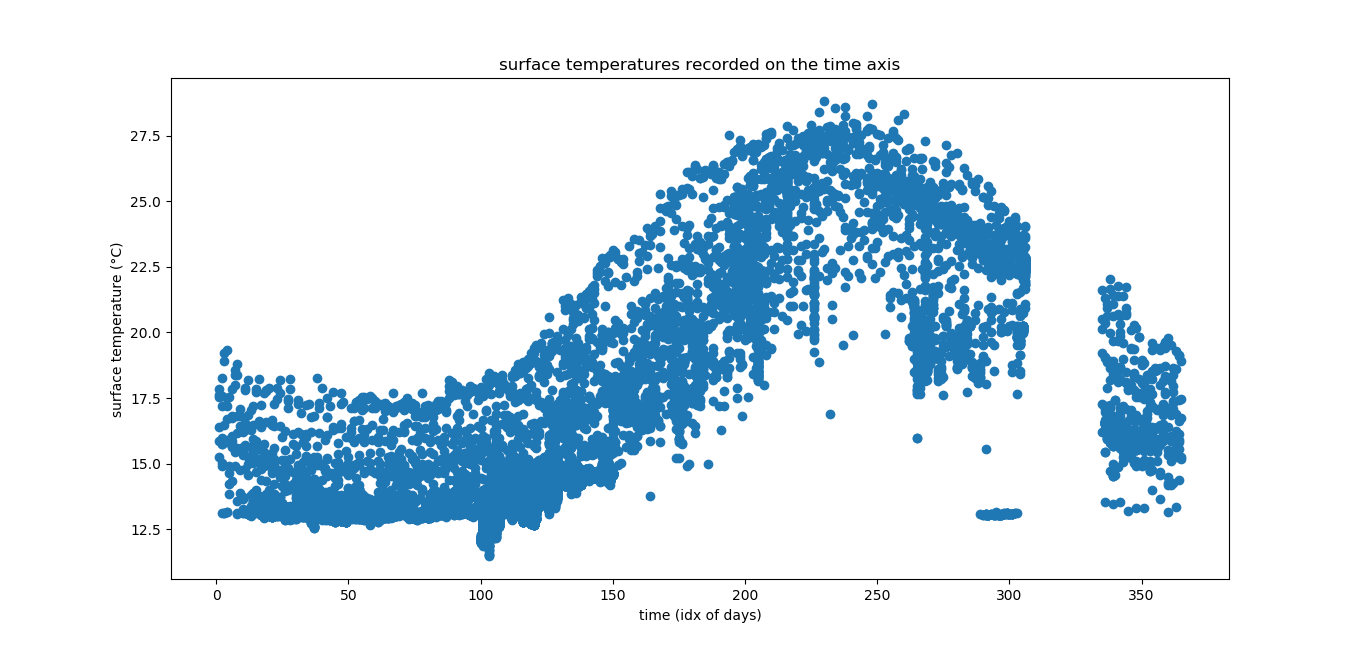 surface temperatures recorded on the time axis
surface temperature (°C)
27.5
25.0
22.5
20.0
17.5
15.0
12.5
0 50 100 150 200 250 300 350
time (idx of days)